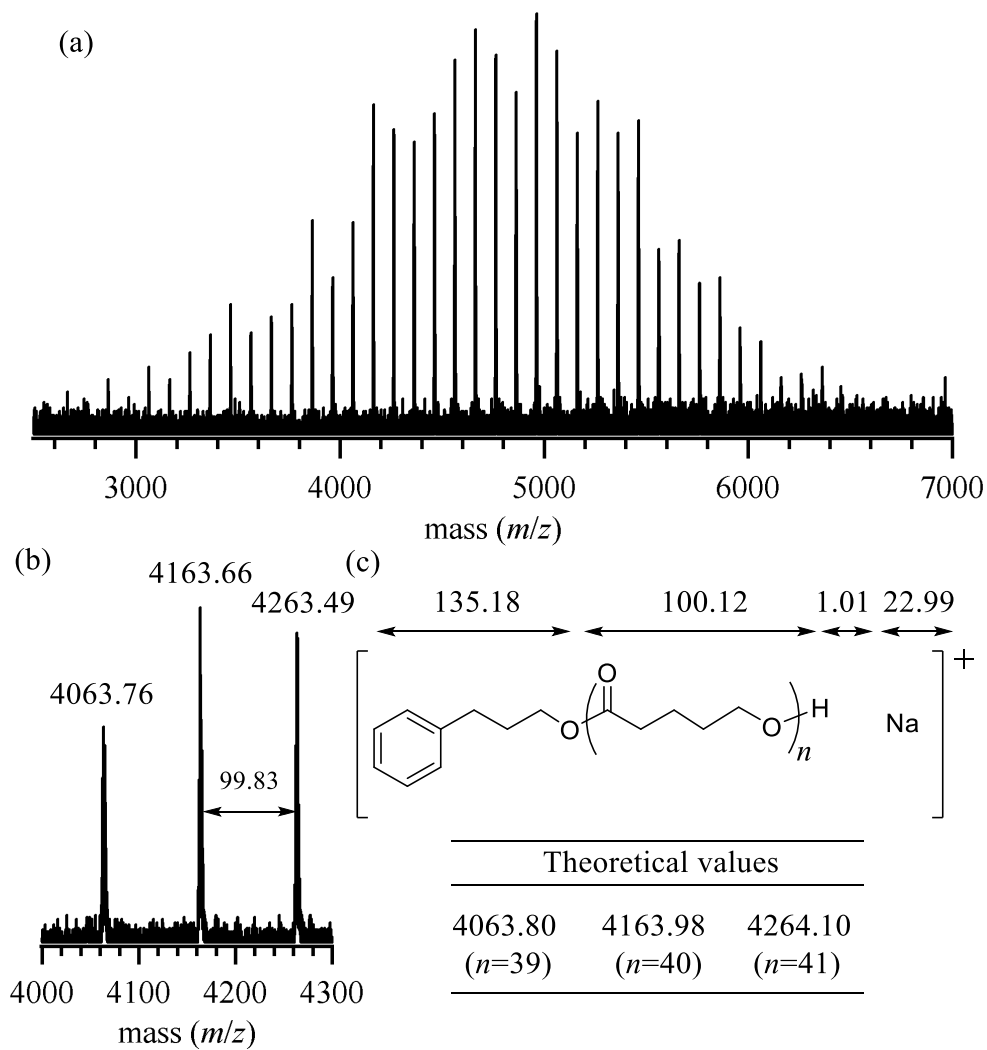 (a)
3000 4000 5000 6000 7000
mass (m/z)
(b)
4163.66
4263.49
4063.76
99.83
4000 4100 4200 4300
mass (m/z)
(c)
135.18 100.12 1.01 22.99
+
O
O
O
H
n
Na
Theoretical values
4063.80 4163.98 4264.10
(n=39) (n=40) (n=41)